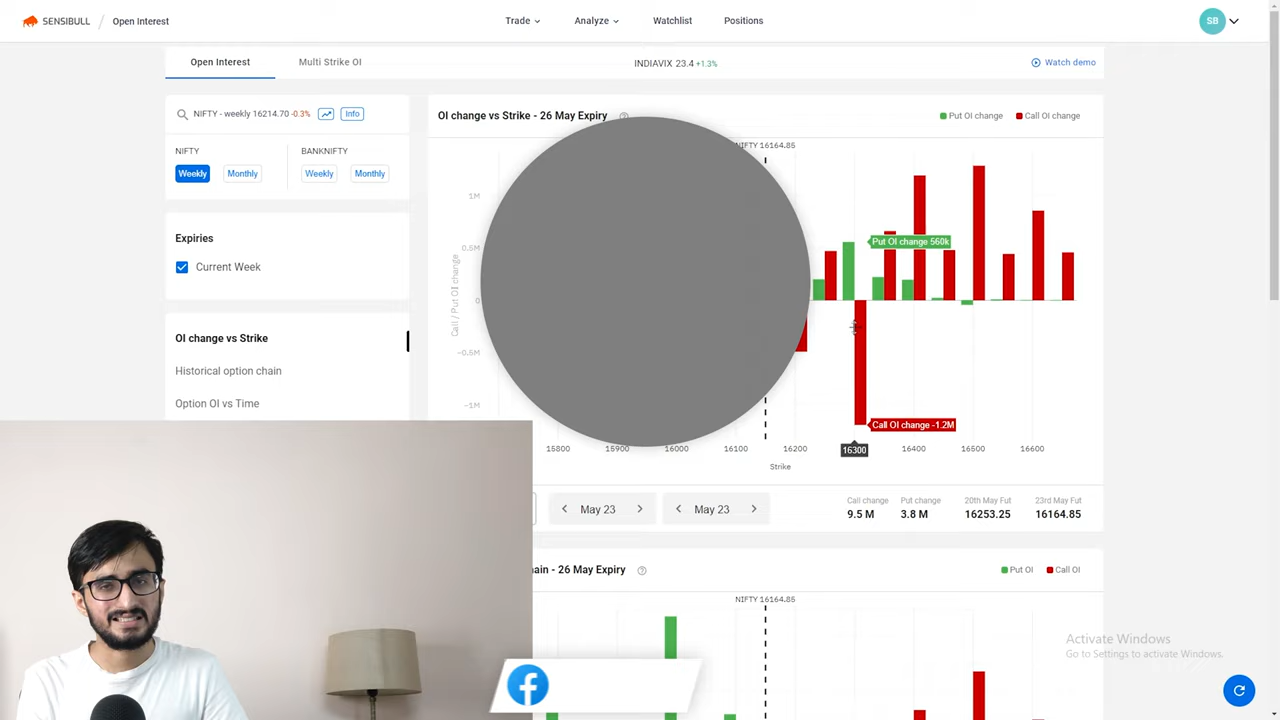 SENSIBULL / Open Interest Trade Analyze Watchlist Positions SB
Open Interest Multi Strike OI INDIAVIX 23.4 +1.3% Watch demo
NIFTY - weekly 16214.70 -0.3% Info
NIFTY BANKNIFTY
Weekly Monthly Weekly Monthly
Expiries
Current Week
OI change vs Strike
Historical option chain
Option OI vs Time
OI change vs Strike - 26 May Expiry Put OI change Call OI change
NIFTY 16164.85
1M
0.5M
0
-0.5M
-1M
Call / Put OI change
Put OI change 560k
Call OI change -1.2M
15800 15900 16000 16100 16200 16300 16400 16500 16600
Strike
May 23 May 23
Call change Put change 20th May Fut 23rd May Fut
9.5 M 3.8 M 16253.25 16164.85
ain - 26 May Expiry Put OI Call OI
NIFTY 16164.85
Activate Windows
Go to Settings to activate Windows.